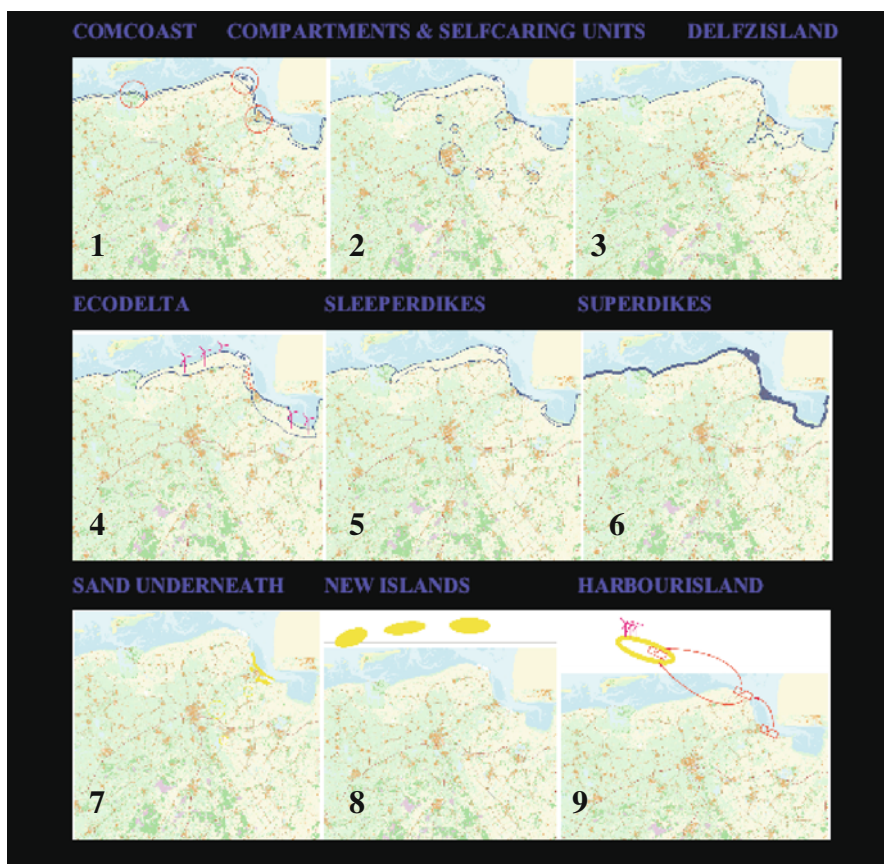 COMCOAST COMPARTMENTS & SELFCARING UNITS DELFZISLAND
1 2 3
ECODELTA SLEEPERDIKES SUPERDIKES
4 5 6
SAND UNDERNEATH NEW ISLANDS HARBOURISLAND
7 8 9